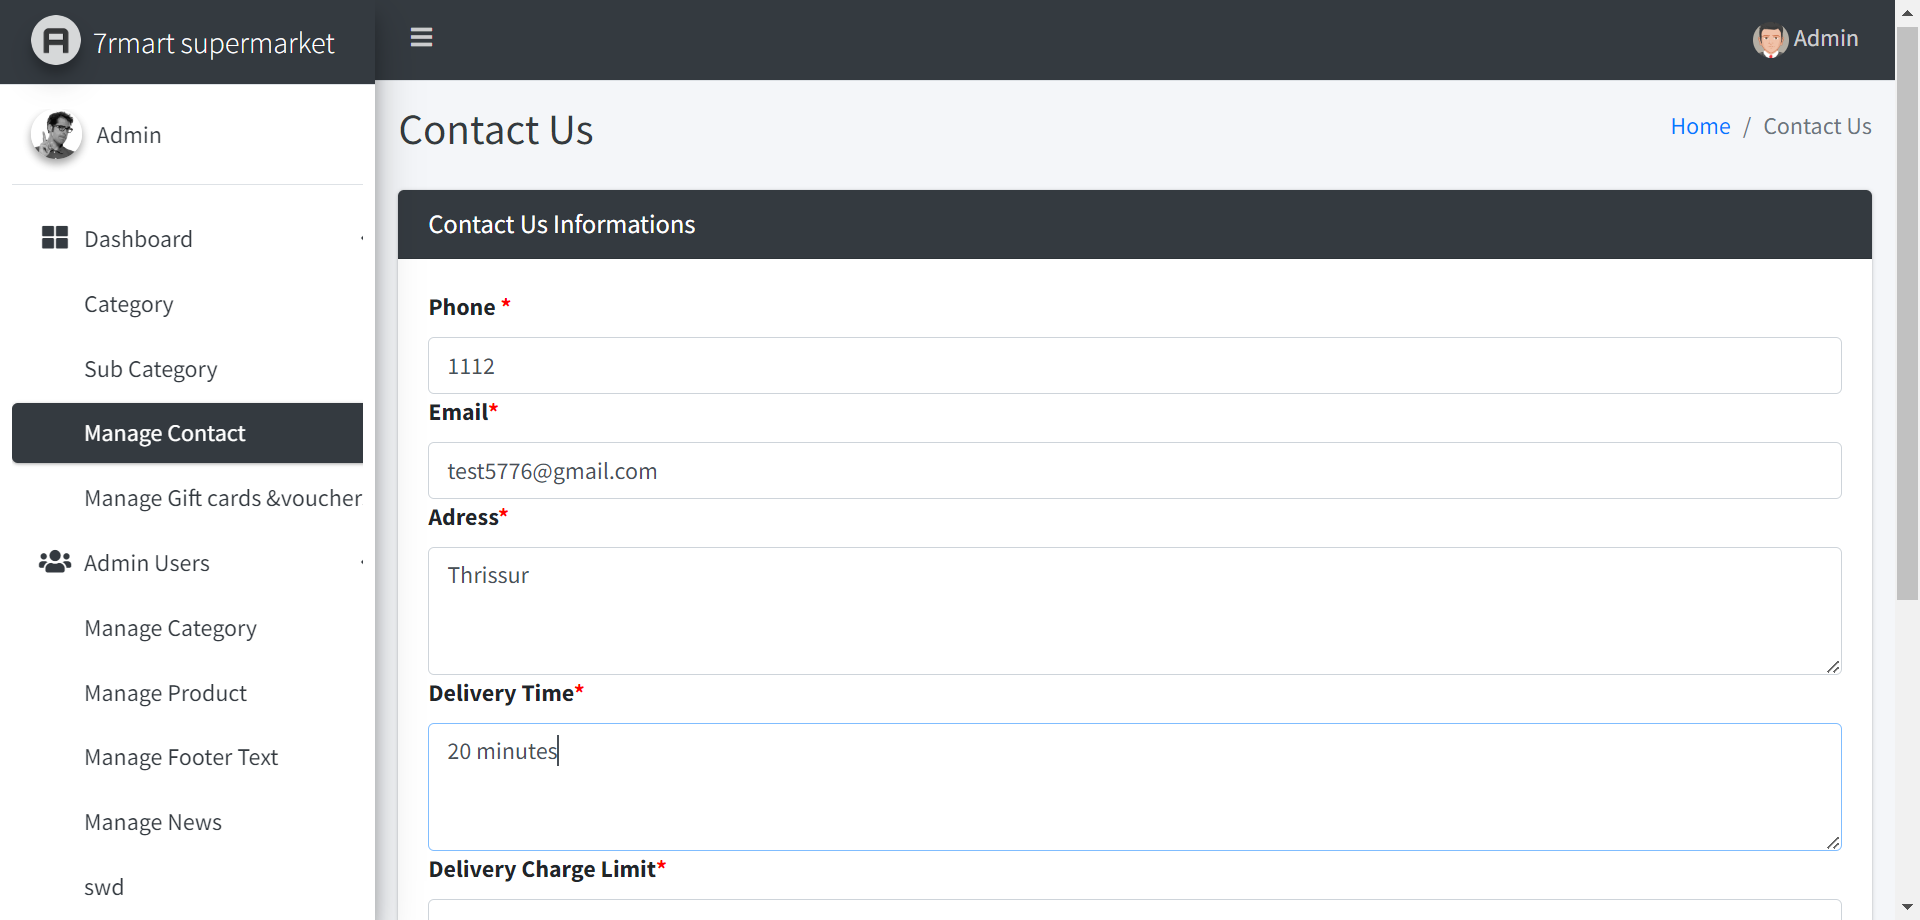 7rmart supermarket
Admin
Admin
Dashboard
Category
Sub Category
Manage Contact
Manage Gift cards &voucher
Admin Users
Manage Category
Manage Product
Manage Footer Text
Manage News
swd
Contact Us
Home / Contact Us
Contact Us Informations
Phone *
1112
Email*
test5776@gmail.com
Adress*
Thrissur
Delivery Time*
20 minutes
Delivery Charge Limit*